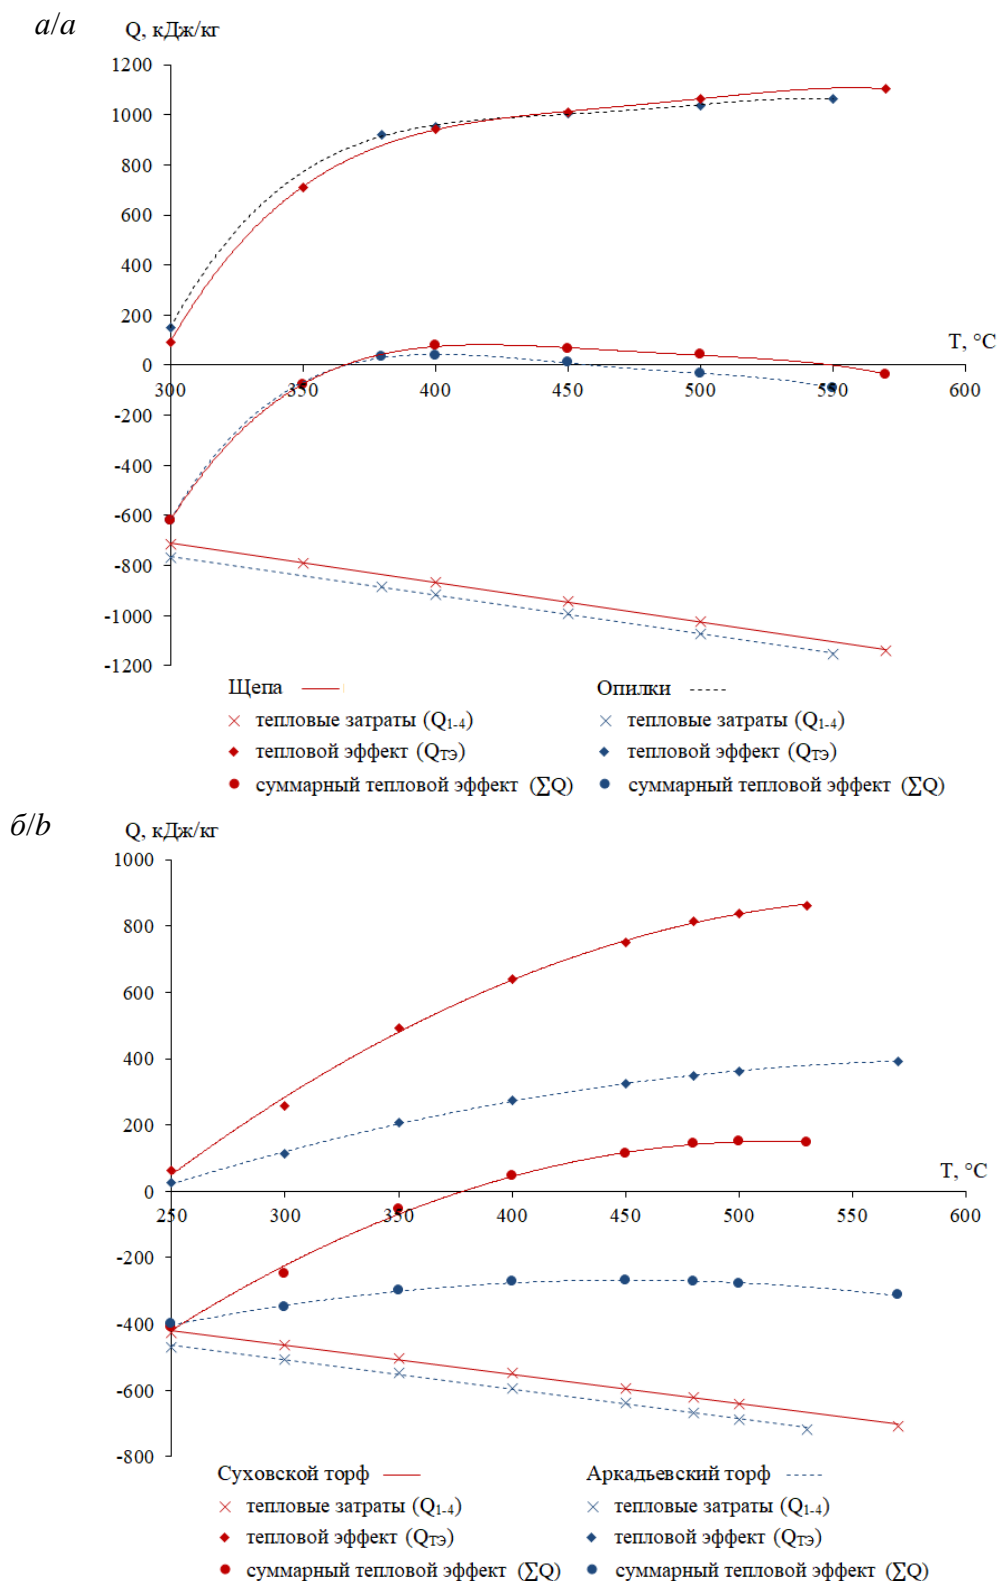 а/a
Q, кДж/кг
1200
1000
800
600
400
200
0
-200
-400
-600
-800
-1000
-1200
300 350 400 450 500 550 600
T, °C
Щепа Опилки
тепловые затраты (Q1-4) тепловые затраты (Q1-4)
тепловой эффект (QТЭ) тепловой эффект (QТЭ)
суммарный тепловой эффект (∑Q) суммарный тепловой эффект (∑Q)
б/b
Q, кДж/кг
1000
800
600
400
200
0
-200
-400
-600
-800
250 300 350 400 450 500 550 600
T, °C
Суховской торф Аркадьевский торф
тепловые затраты (Q1-4) тепловые затраты (Q1-4)
тепловой эффект (QТЭ) тепловой эффект (QТЭ)
суммарный тепловой эффект (∑Q) суммарный тепловой эффект (∑Q)